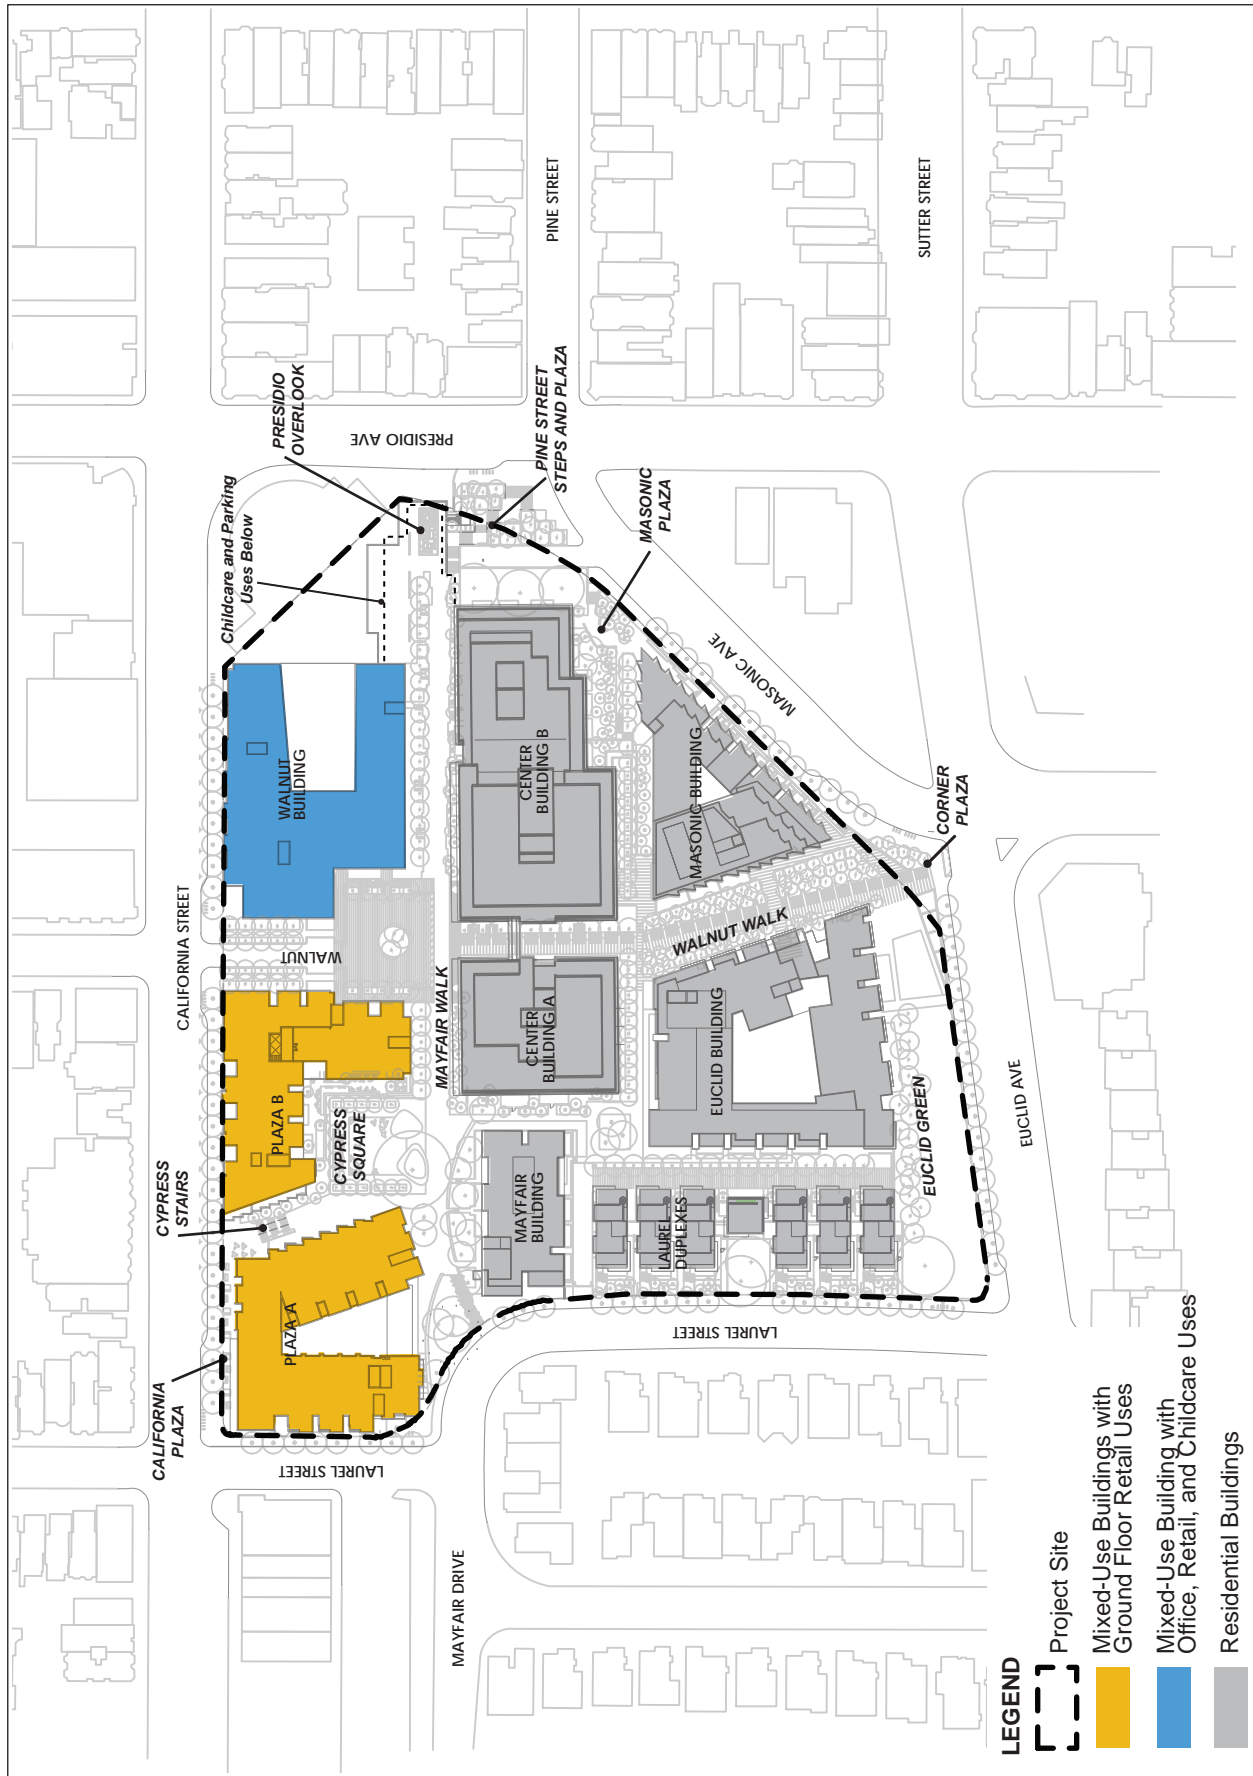 PINE STREET
SUTTER STREET
PRESIDIO AVE
PRESIDIO
OVERLOOK
PINE STREET
STEPS AND PLAZA
Childcare and Parking
Uses Below
MASONIC
PLAZA
MASONIC AVE
CALIFORNIA STREET
WALNUT
BUILDING
CENTER
BUILDING B
MASONIC BUILDING
CORNER
PLAZA
WALNUT
MAYFAIR WALK
WALNUT WALK
CENTER
BUILDING A
EUCLID BUILDING
EUCLID GREEN
EUCLID AVE
PLAZA B
CYPRESS
SQUARE
CYPRESS
STAIRS
MAYFAIR
BUILDING
LAUREL
DUPLEXES
PLAZA A
CALIFORNIA
PLAZA
LAUREL STREET
LAUREL STREET
MAYFAIR DRIVE
LEGEND
Project Site
Mixed-Use Buildings with
Ground Floor Retail Uses
Mixed-Use Building with
Office, Retail, and Childcare Uses
Residential Buildings